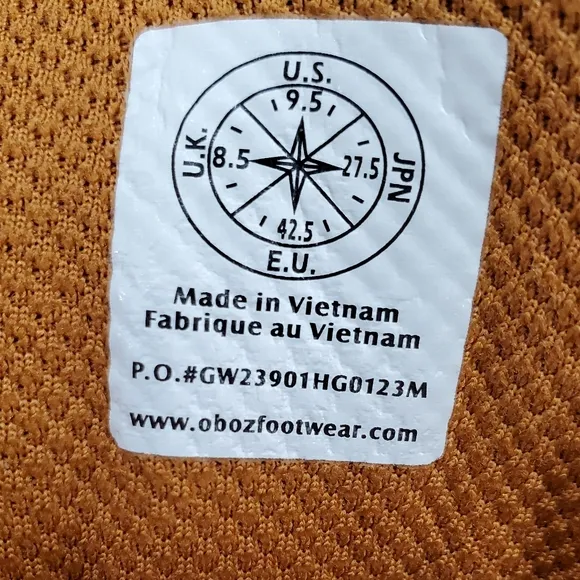 U.S.
9.5
U.K.
8.5
27.5
JPN
42.5
E.U.
Made in Vietnam
Fabrique au Vietnam
P.O.#GW23901HG0123M
www.obozfootwear.com